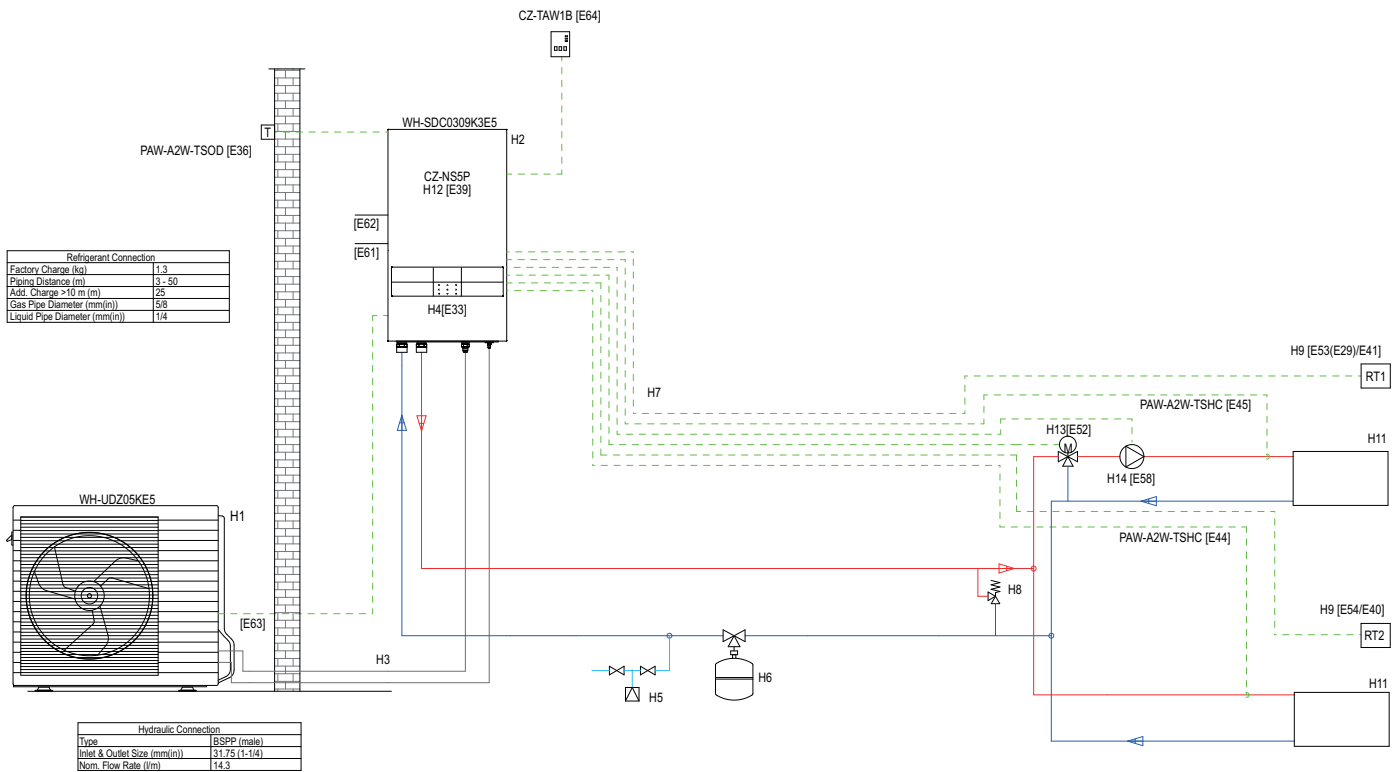 CZ-TAW1B [E64]
T
PAW-A2W-TSOD [E36]
WH-SDC0309K3E5
H2
CZ-NS5P
H12 [E39]
[E62]
[E61]
H4[E33]
Refrigerant Connection
Factory Charge (kg) 1.3
Piping Distance (m) 3 - 50
Add. Charge >10 m (m) 25
Gas Pipe Diameter (mm(in)) 5/8
Liquid Pipe Diameter (mm(in)) 1/4
H9 [E53(E29)/E41]
RT1
H7
PAW-A2W-TSHC [E45]
H13[E52]
M
H14 [E58]
H11
WH-UDZ05KE5
H1
PAW-A2W-TSHC [E44]
H8
H9 [E54/E40]
RT2
[E63]
H3
H5
H6
H11
Hydraulic Connection
Type BSPP (male)
Inlet & Outlet Size (mm(in)) 31.75 (1-1/4)
Nom. Flow Rate (l/m) 14.3